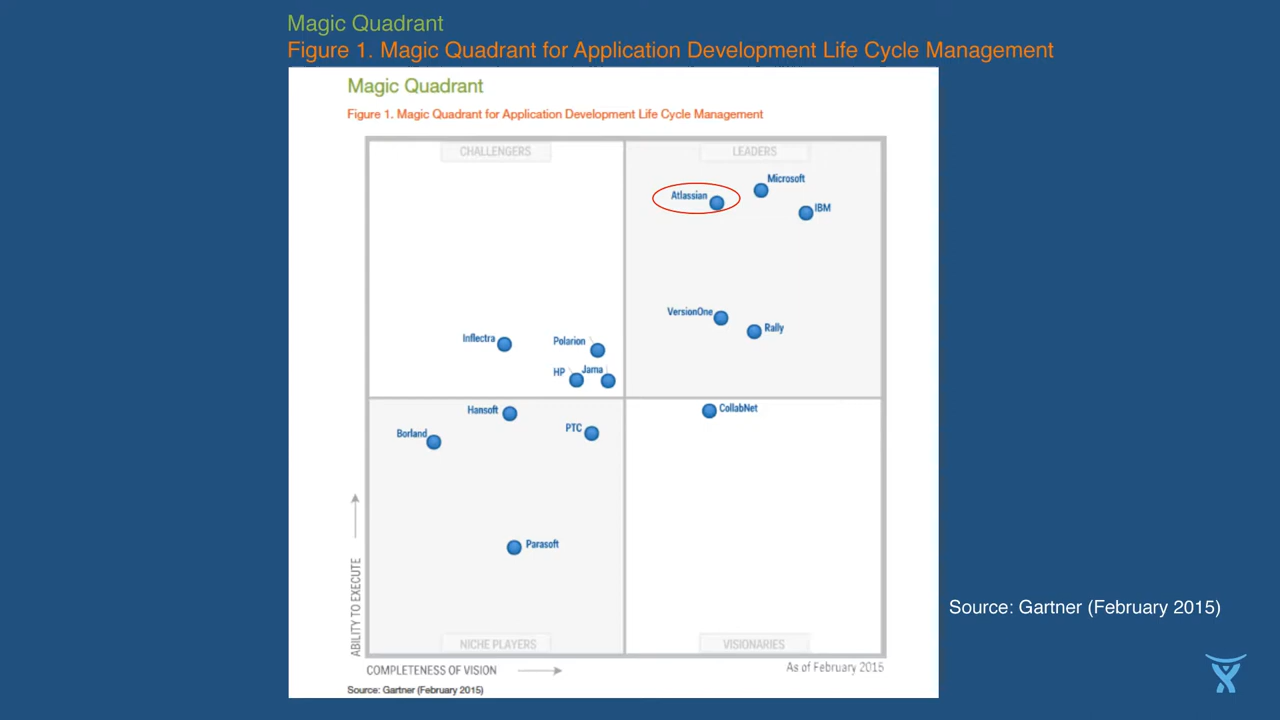 Magic Quadrant
Figure 1. Magic Quadrant for Application Development Life Cycle Management
Magic Quadrant
Figure 1. Magic Quadrant for Application Development Life Cycle Management
CHALLENGERS
LEADERS
Microsoft
Atlassian
IBM
VersionOne
Rally
Inflectra
Polarion
HP
Jama
CollabNet
Hansoft
PTC
Borland
Parasoft
ABILITY TO EXECUTE
NICHE PLAYERS
VISIONARIES
COMPLETENESS OF VISION
As of February 2015
Source: Gartner (February 2015)
Source: Gartner (February 2015)